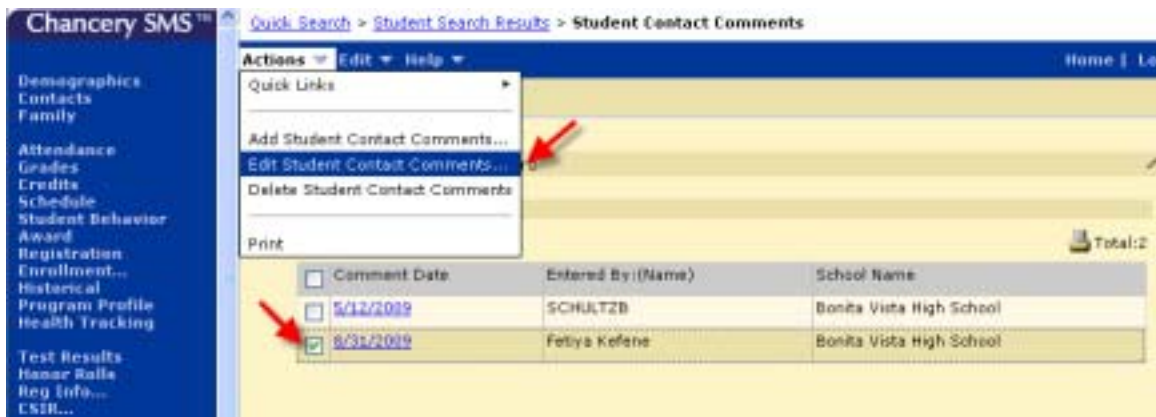 Chancery SMS™
Quick Search > Student Search Results > Student Contact Comments
Actions Edit Help Home | Lo
Demographics
Contacts
Family
Attendance
Grades
Credits
Schedule
Student Behavior
Award
Registration
Enrollment...
Historical
Program Profile
Health Tracking
Test Results
Honor Rolls
Reg Info...
CSIR...
Quick Links
Add Student Contact Comments...
Edit Student Contact Comments...
Delete Student Contact Comments
Print
Total:2
Comment Date Entered By:(Name) School Name
5/12/2009 SCHULTZB Bonita Vista High School
8/31/2009 Fetiya Kefene Bonita Vista High School